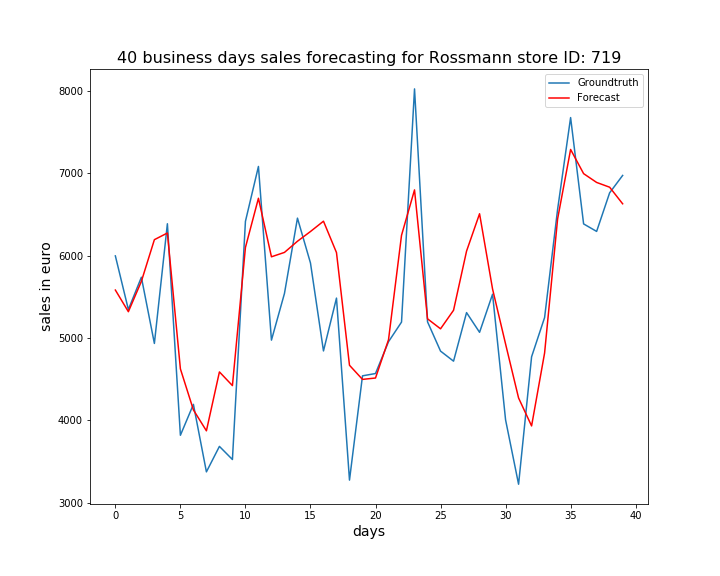 40 business days sales forecasting for Rossmann store ID: 719
Groundtruth
Forecast
8000
7000
6000
5000
4000
3000
sales in euro
0 5 10 15 20 25 30 35 40
days